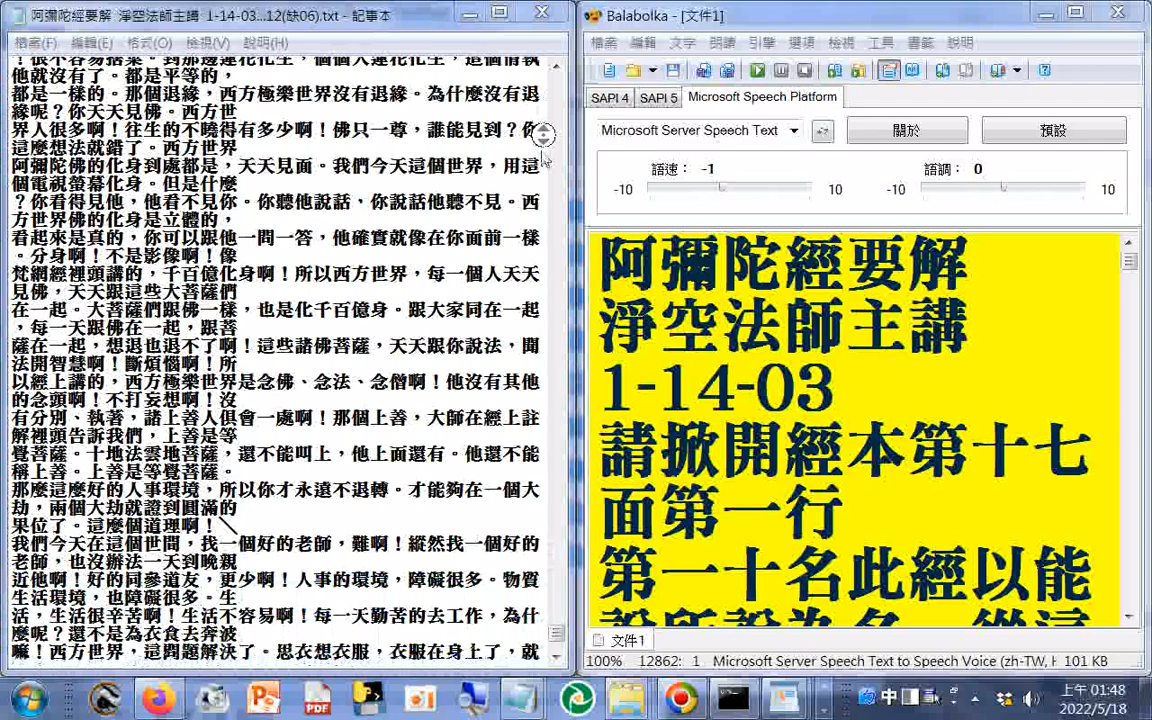 阿彌陀經要解 淨空法師主講 1-14-03...12(缺06).txt - 記事本
檔案(F) 編輯(E) 格式(O) 檢視(V) 說明(H)
他就沒有了。都是平等的，
都是一樣的。那個退緣，西方極樂世界沒有退緣。為什麼沒有退
緣呢？你天天見佛。西方世
界人很多啊！往生的不曉得有多少啊！佛只一尊，誰能見到？你
這麼想法就錯了。西方世界
阿彌陀佛的化身到處都是，天天見面。我們今天這個世界，用這
個電視螢幕化身。但是什麼
？你看得見他，他看不見你。你聽他說話，你說話他聽不見。西
方世界佛的化身是立體的，
看起來是真的，你可以跟他一問一答，他確實就像在你面前一樣
。分身啊！不是影像啊！像
梵網經裡頭講的，千百億化身啊！所以西方世界，每一個人天天
見佛，天天跟這些大菩薩們
在一起。大菩薩們跟佛一樣，也是化千百億身。跟大家同在一起
，每一天跟佛在一起，跟菩
薩在一起，想退也退不了啊！這些諸佛菩薩，天天跟你說法，聞
法開智慧啊！斷煩惱啊！所
以經上講的，西方極樂世界是念佛、念法、念僧啊！他沒有其他
的念頭啊！不打妄想啊！沒
有分別、執著，諸上善人俱會一處啊！那個上善，大師在經上註
解裡頭告訴我們，上善是等
覺菩薩。十地法雲地菩薩，還不能叫上，他上面還有。他還不能
稱上善。上善是等覺菩薩。
那麼這麼好的人事環境，所以你才永遠不退轉。才能夠在一個大
劫，兩個大劫就證到圓滿的
果位了。這麼個道理啊！＼
我們今天在這個世間，找一個好的老師，難啊！縱然找一個好的
老師，也沒辦法一天到晚親
近他啊！好的同參道友，更少啊！人事的環境，障礙很多。物質
生活環境，也障礙很多。生
活，生活很辛苦啊！生活不容易啊！每一天勤苦的去工作，為什
麼呢？還不是為衣食去奔波
嘛！西方世界，這問題解決了。思衣想衣服，衣服在身上了，就
Balabolka - [文件1]
檔案 編輯 文字 朗讀 引擎 選項 檢視 工具 書籤 說明
SAPI 4 SAPI 5 Microsoft Speech Platform
Microsoft Server Speech Text 關於 預設
語速： -1 語調： 0
-10 10 -10 10
阿彌陀經要解
淨空法師主講
1-14-03
請掀開經本第十七
面第一行
第一十名此經以能
文件1
100% 12862: 1 Microsoft Server Speech Text to Speech Voice (zh-TW, H 101 KB
中
上午 01:48
2022/5/18